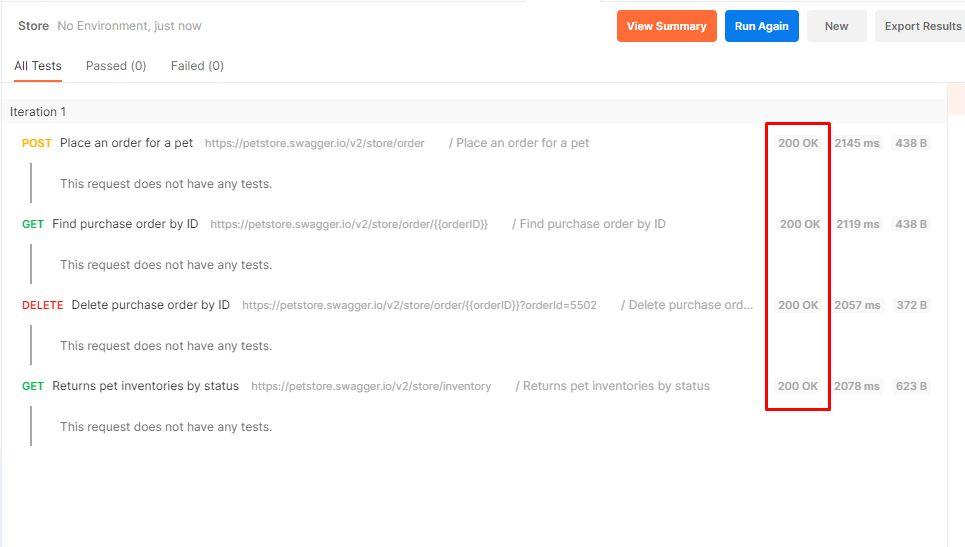 Store No Environment, just now View Summary Run Again New Export Results
All Tests Passed (0) Failed (0)
Iteration 1
POST Place an order for a pet https://petstore.swagger.io/v2/store/order / Place an order for a pet 200 OK 2145 ms 438 B
This request does not have any tests.
GET Find purchase order by ID https://petstore.swagger.io/v2/store/order/{{orderID}} / Find purchase order by ID 200 OK 2119 ms 438 B
This request does not have any tests.
DELETE Delete purchase order by ID https://petstore.swagger.io/v2/store/order/{{orderID}}?orderId=5502 / Delete purchase ord... 200 OK 2057 ms 372 B
This request does not have any tests.
GET Returns pet inventories by status https://petstore.swagger.io/v2/store/inventory / Returns pet inventories by status 200 OK 2078 ms 623 B
This request does not have any tests.